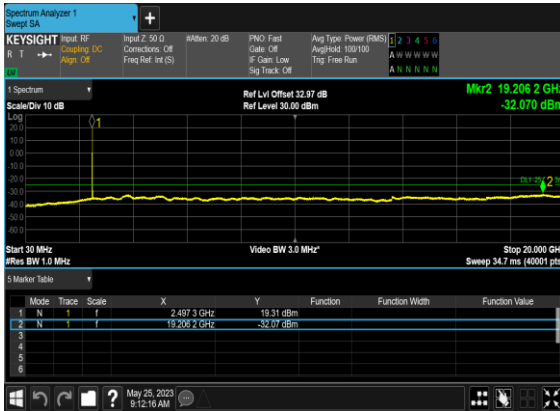 Spectrum Analyzer 1
Swept SA
+
KEYSIGHT Input: RF Input Z: 50 Ω #Atten: 20 dB PNO: Fast Avg Type: Power (RMS) 1 2 3 4 5 6
R T Coupling: DC Corrections: Off Gate: Off Avg|Hold: 100/100 A W W W W W
Align: Off Freq Ref: Int (S) IF Gain: Low Trig: Free Run
Sig Track: Off A N N N N N
1 Spectrum
Scale/Div 10 dB
Ref Lvl Offset 32.97 dB
Ref Level 30.00 dBm
Mkr2 19.206 2 GHz
-32.070 dBm
Log
1
20.0
10.0
0.00
-10.0
-20.0
2
-30.0
-40.0
-50.0
-60.0
Start 30 MHz Video BW 3.0 MHz* Stop 20.000 GHz
#Res BW 1.0 MHz Sweep 34.7 ms (40001 pts)
5 Marker Table
Mode Trace Scale X Y Function Function Width Function Value
1 N 1 f 2.497 3 GHz 19.31 dBm
2 N 1 f 19.206 2 GHz -32.07 dBm
3
4
5
6
? May 25, 2023
9:12:16 AM